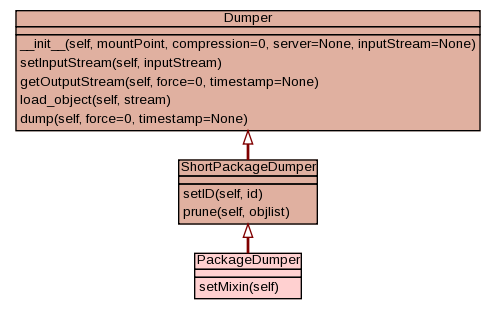 Dumper
__init__(self, mountPoint, compression=0, server=None, inputStream=None)
setInputStream(self, inputStream)
getOutputStream(self, force=0, timestamp=None)
load_object(self, stream)
dump(self, force=0, timestamp=None)
ShortPackageDumper
setID(self, id)
prune(self, objlist)
PackageDumper
setMixin(self)